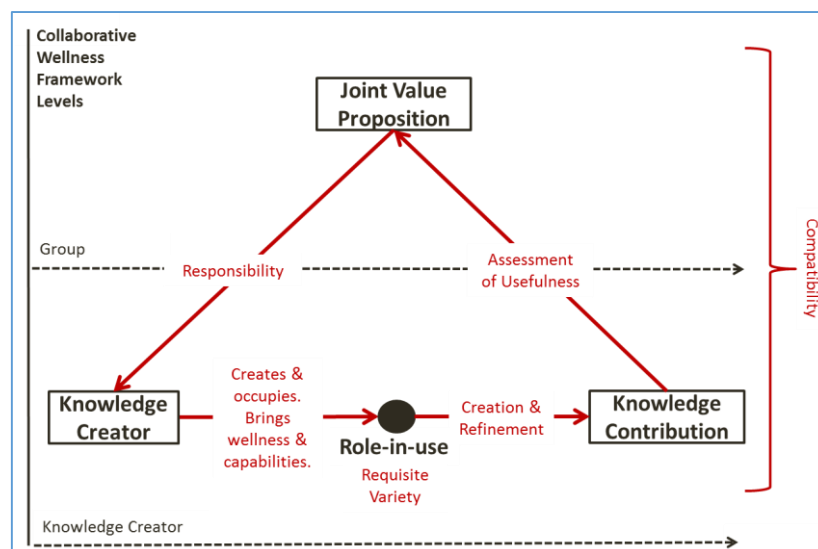 Collaborative
Wellness
Framework
Levels
Joint Value
Proposition
Group
Responsibility
Assessment
of Usefulness
Compatibility
Knowledge
Creator
Creates &
occupies.
Brings
wellness &
capabilities.
Role-in-use
Requisite
Variety
Creation &
Refinement
Knowledge
Contribution
Knowledge Creator